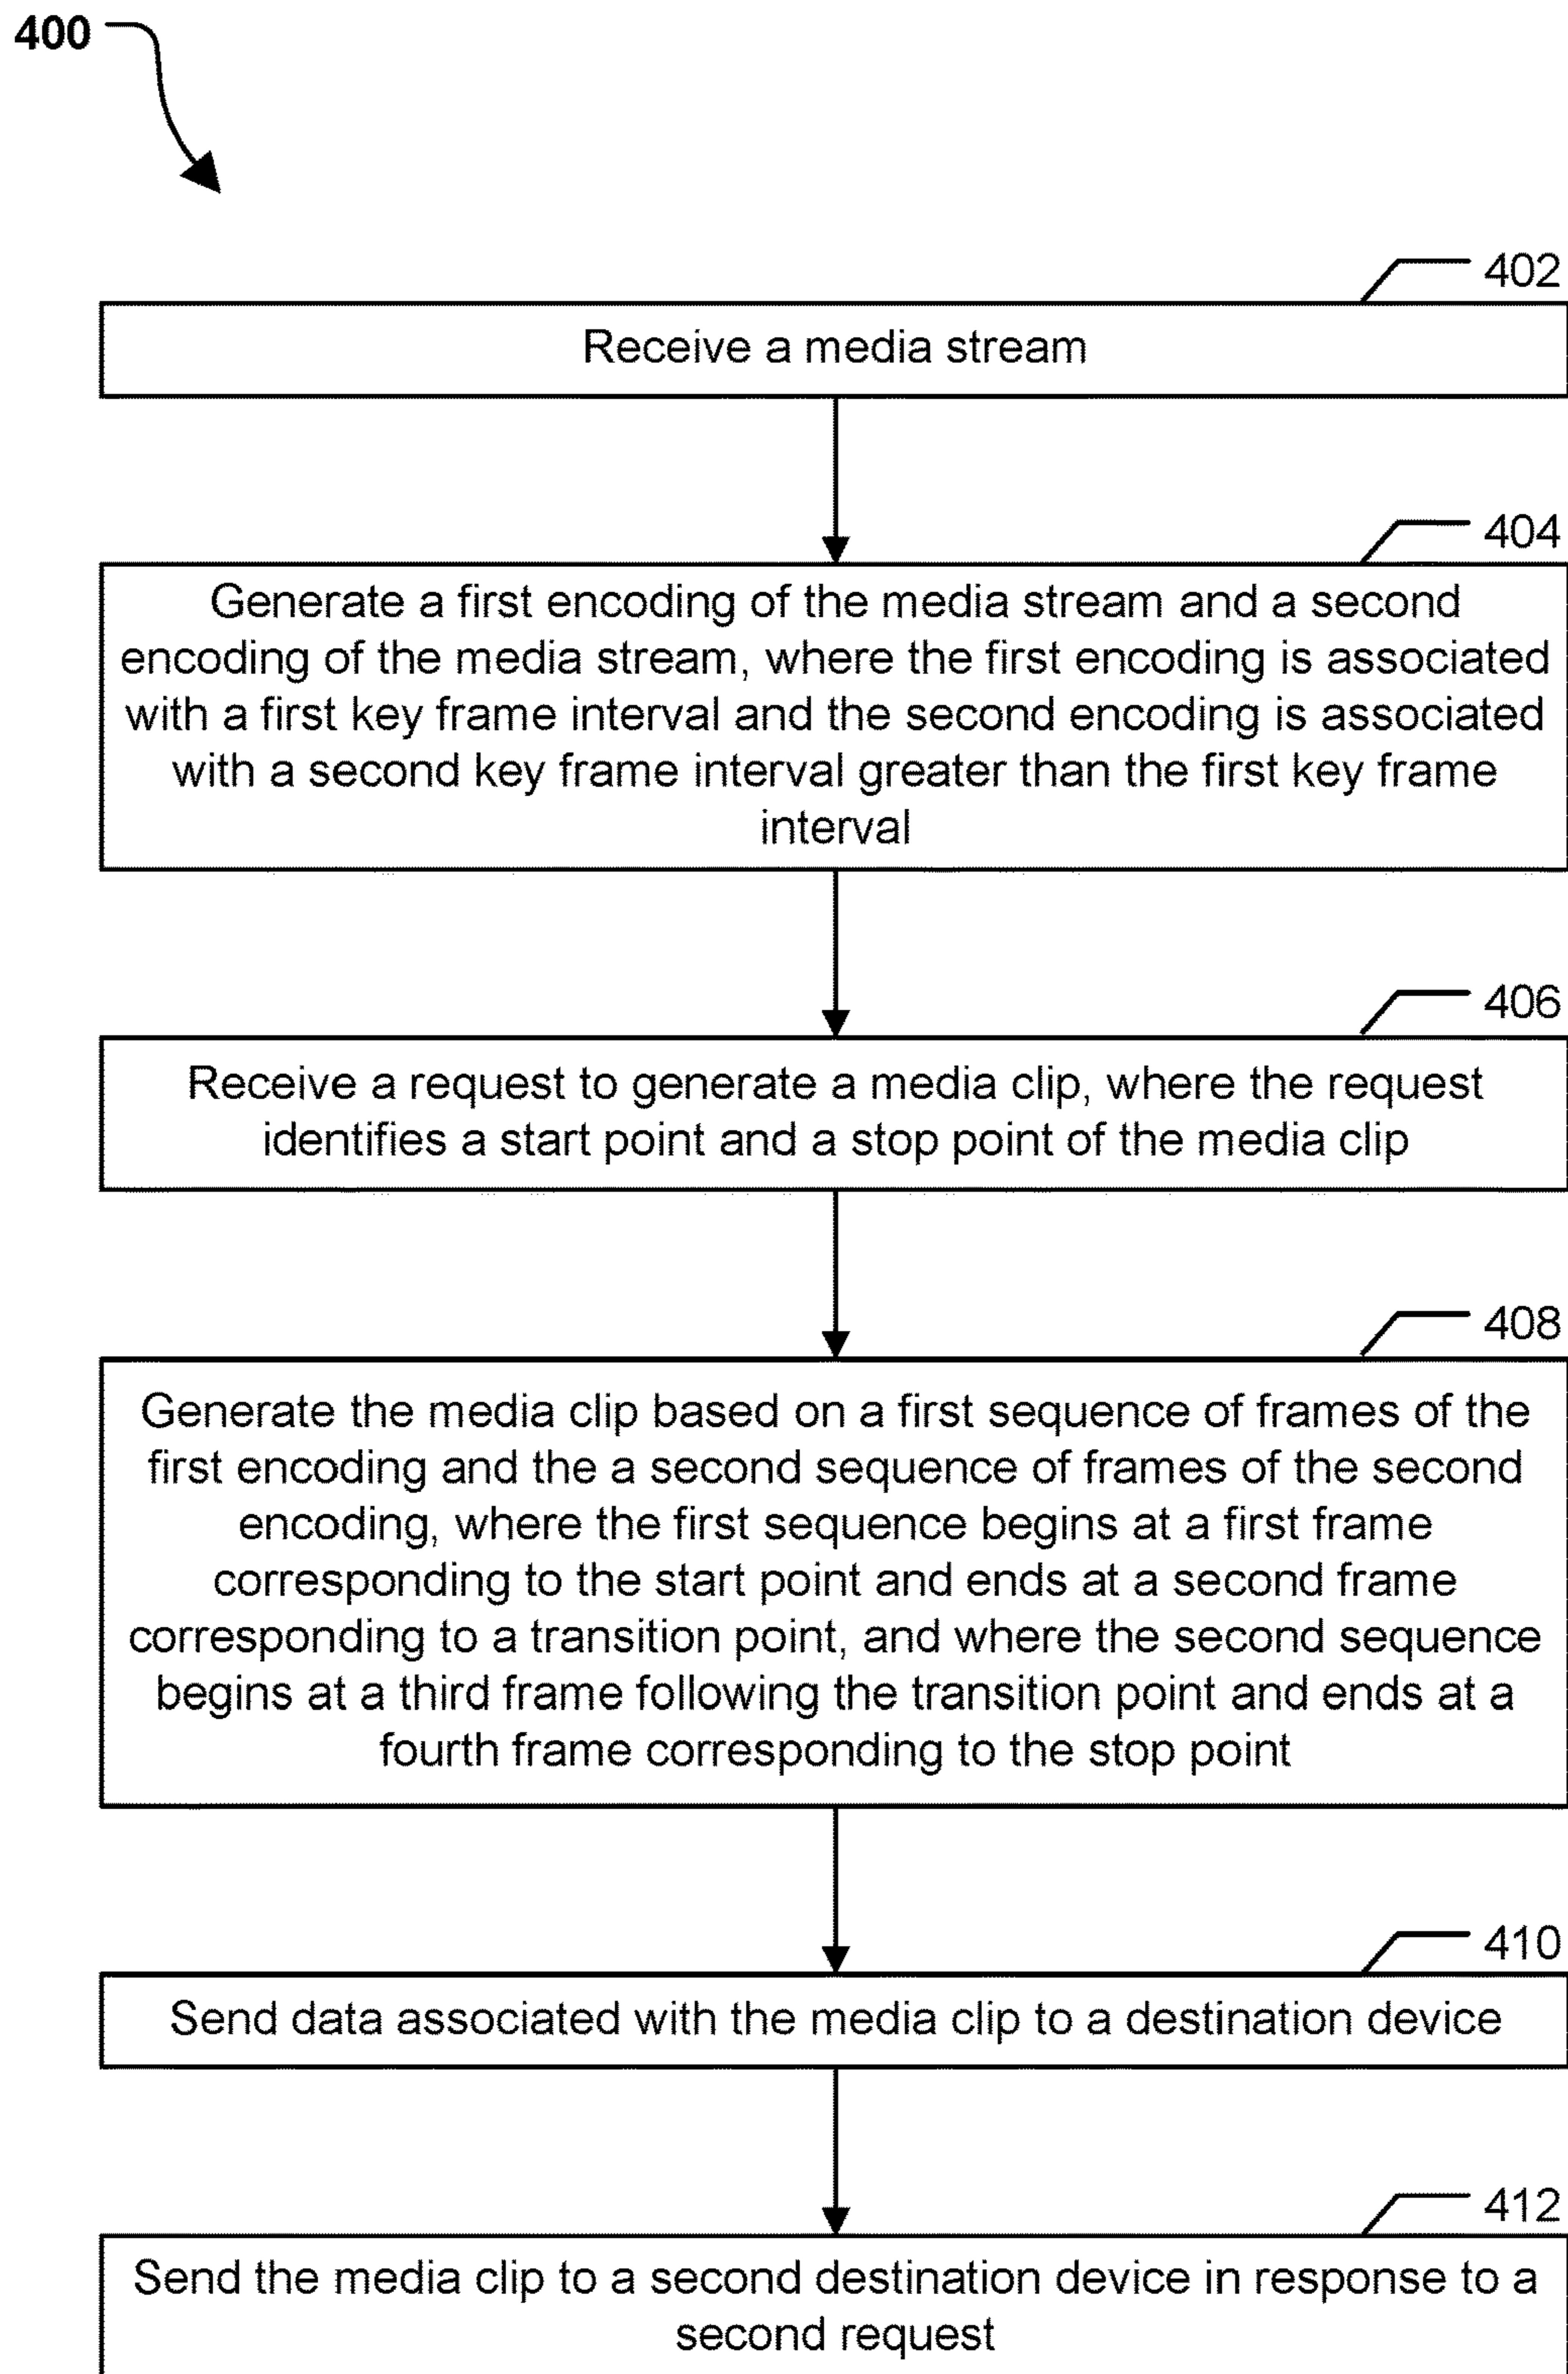 400
402
Receive a media stream
404
Generate a first encoding of the media stream and a second
encoding of the media stream, where the first encoding is associated
with a first key frame interval and the second encoding is associated
with a second key frame interval greater than the first key frame
interval
406
Receive a request to generate a media clip, where the request
identifies a start point and a stop point of the media clip
408
Generate the media clip based on a first sequence of frames of the
first encoding and the a second sequence of frames of the second
encoding, where the first sequence begins at a first frame
corresponding to the start point and ends at a second frame
corresponding to a transition point, and where the second sequence
begins at a third frame following the transition point and ends at a
fourth frame corresponding to the stop point
410
Send data associated with the media clip to a destination device
412
Send the media clip to a second destination device in response to a
second request